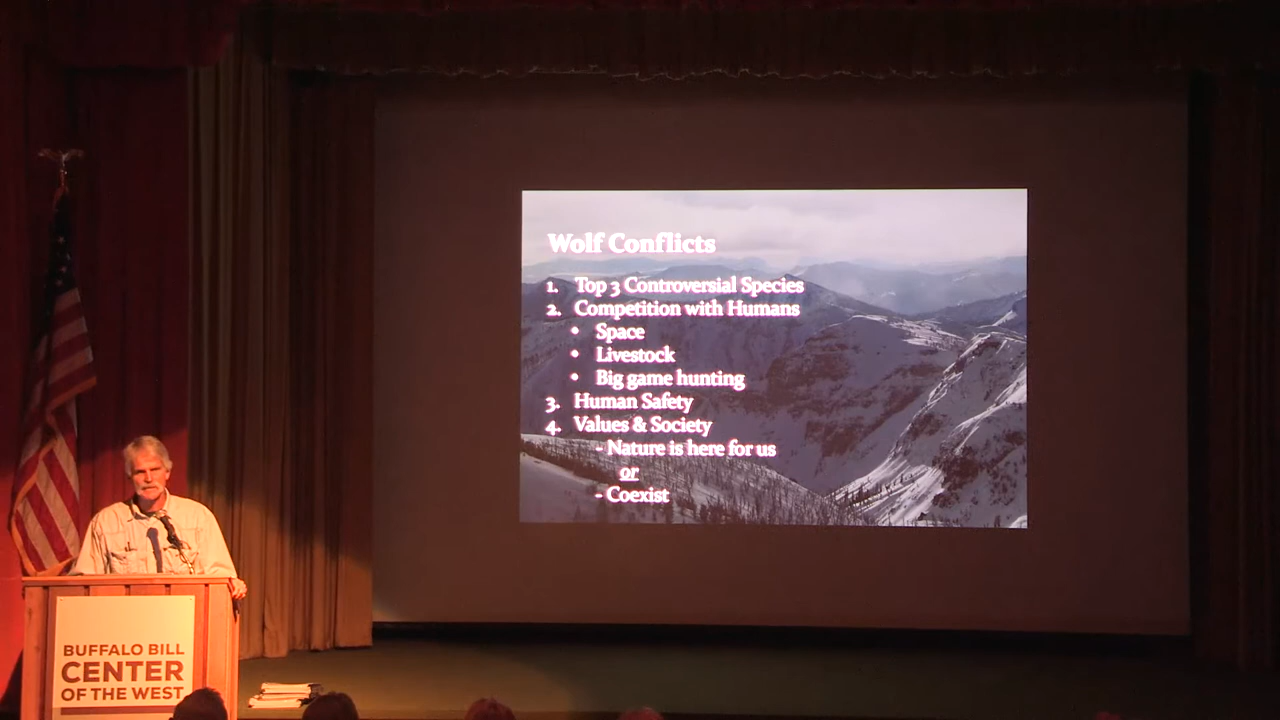 Wolf Conflicts
1. Top 3 Controversial Species
2. Competition with Humans
• Space
• Livestock
• Big game hunting
3. Human Safety
4. Values & Society
- Nature is here for us
or
- Coexist
BUFFALO BILL
CENTER
OF THE WEST